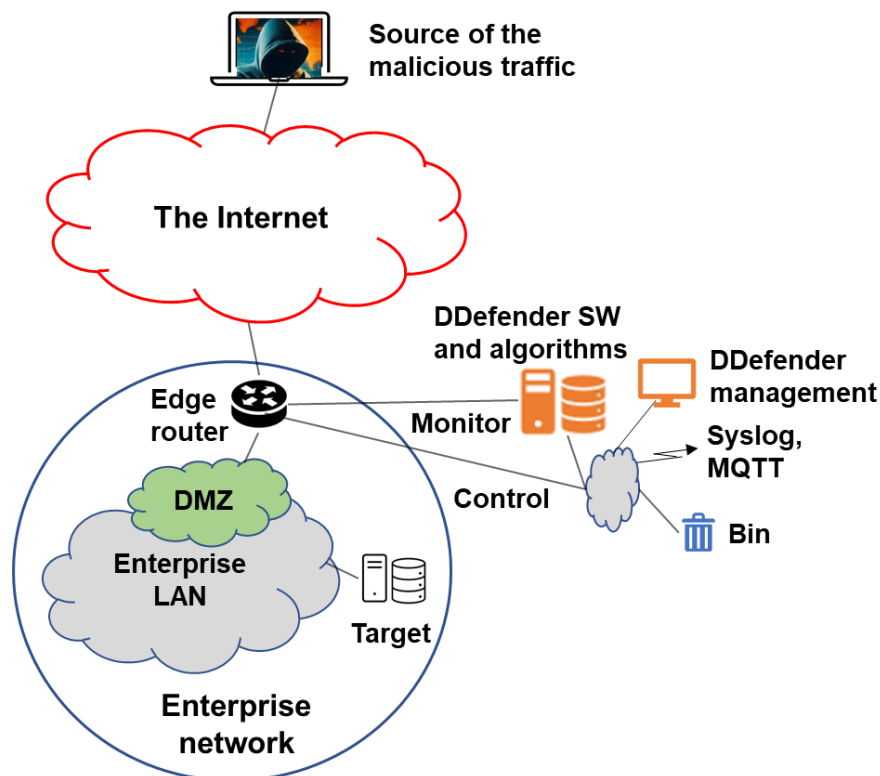 Source of the
malicious traffic
The Internet
DDefender SW
and algorithms
DDefender
management
Edge
router
Monitor
Syslog,
MQTT
DMZ
Control
Bin
Enterprise
LAN
Target
Enterprise
network